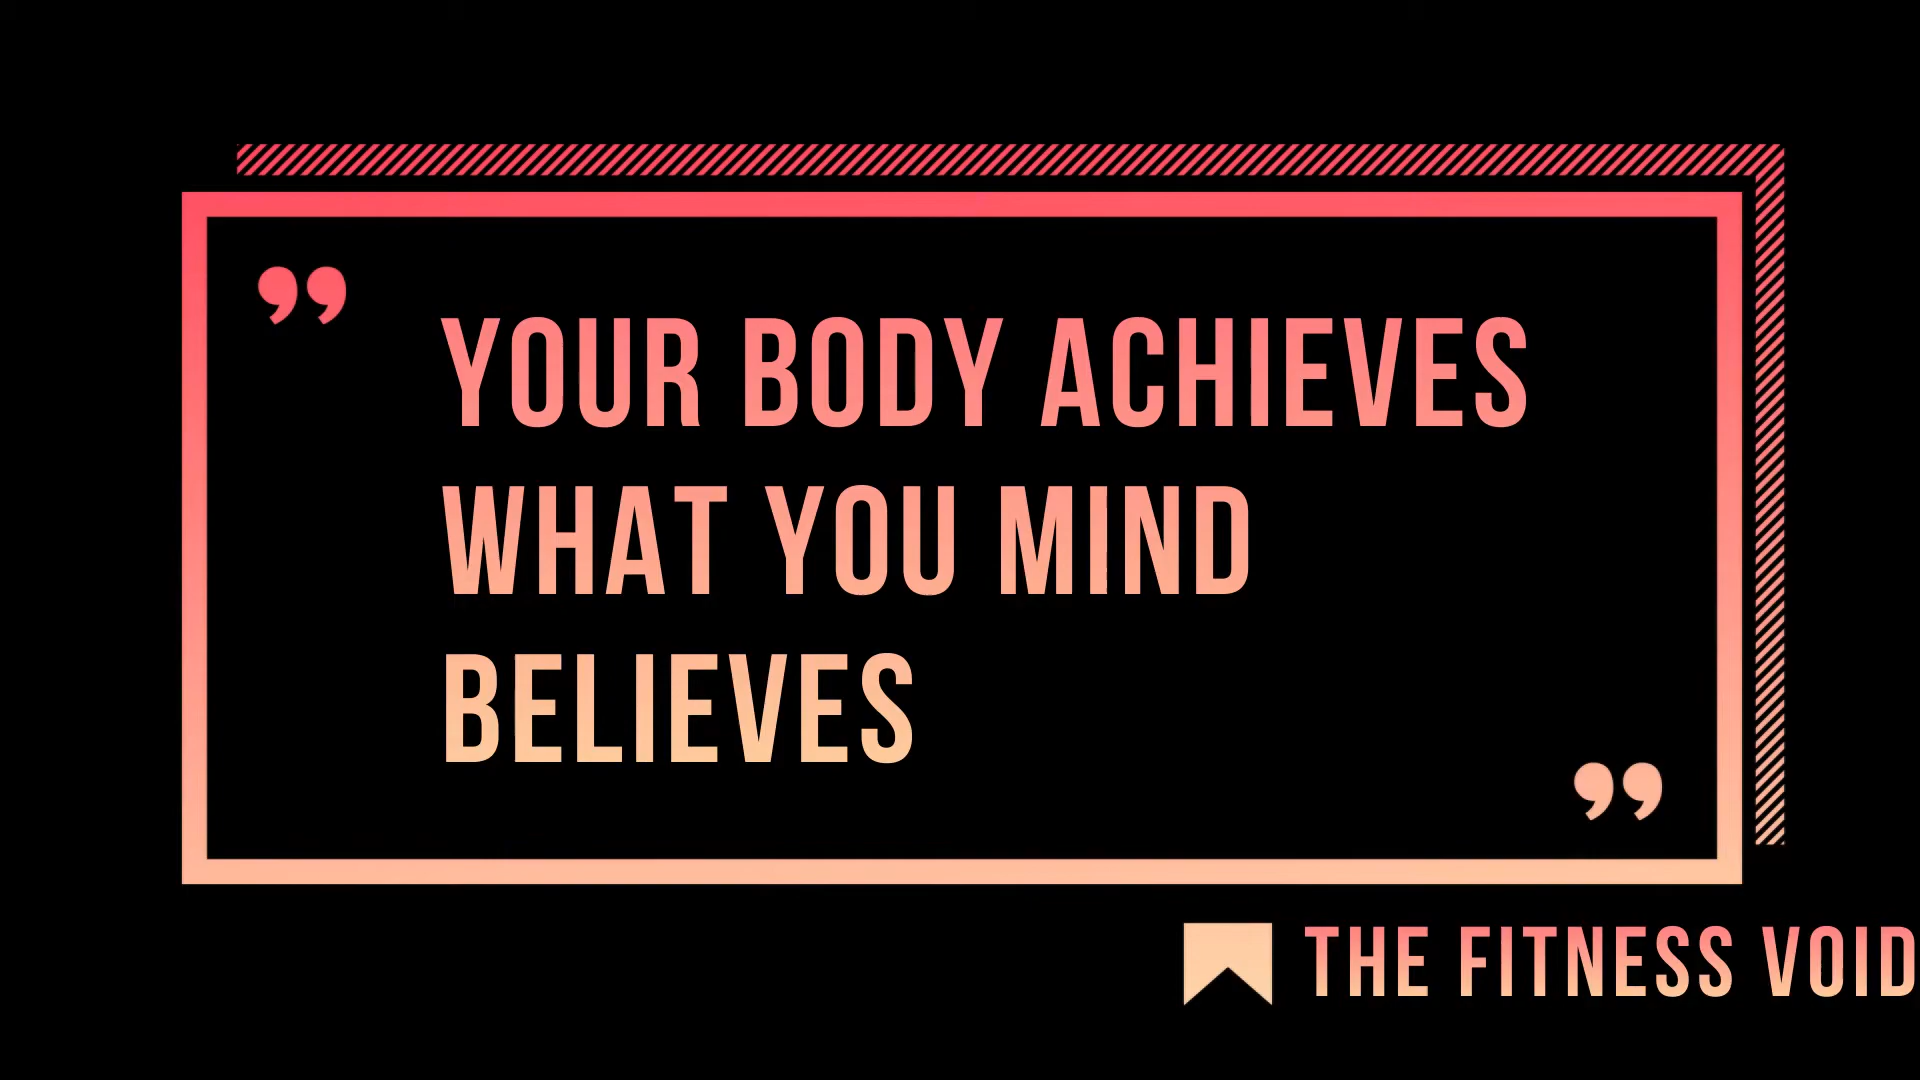 ” YOUR BODY ACHIEVES
WHAT YOU MIND
BELIEVES ”
THE FITNESS VOID